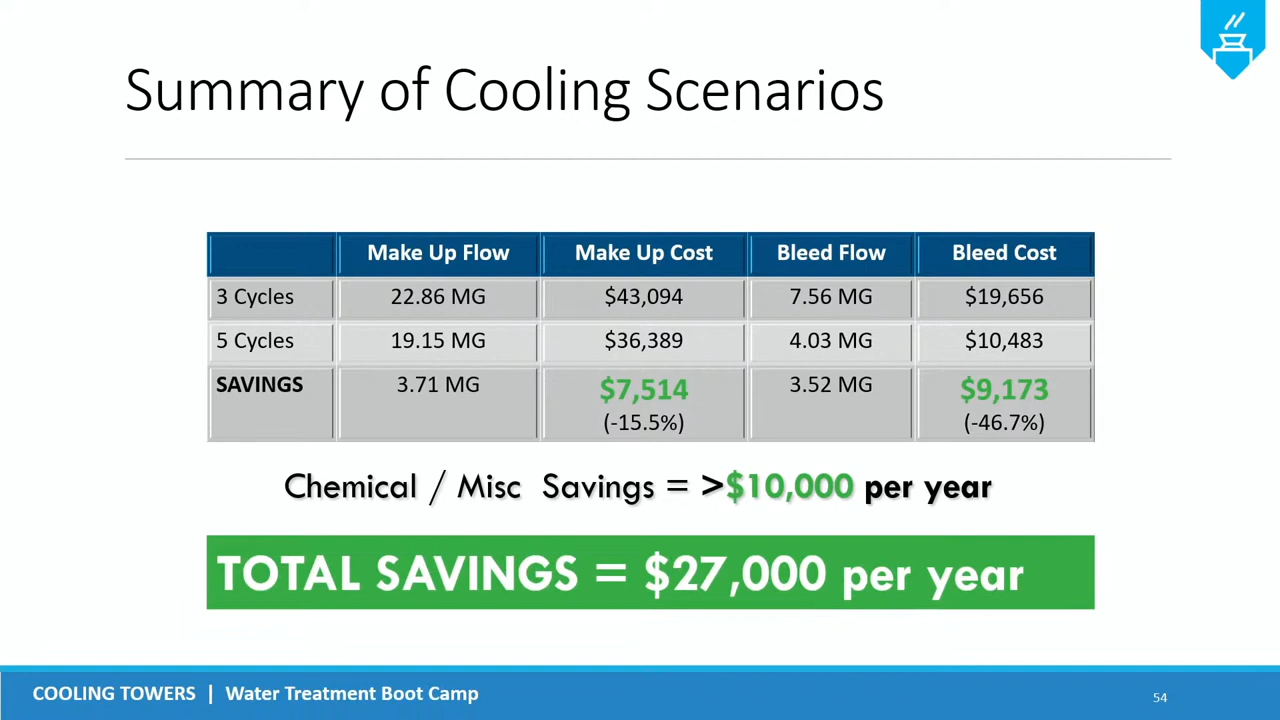 Summary of Cooling Scenarios
Make Up Flow Make Up Cost Bleed Flow Bleed Cost
3 Cycles 22.86 MG $43,094 7.56 MG $19,656
5 Cycles 19.15 MG $36,389 4.03 MG $10,483
SAVINGS 3.71 MG $7,514 3.52 MG $9,173
(-15.5%) (-46.7%)
Chemical / Misc Savings = >$10,000 per year
TOTAL SAVINGS = $27,000 per year
COOLING TOWERS | Water Treatment Boot Camp
54